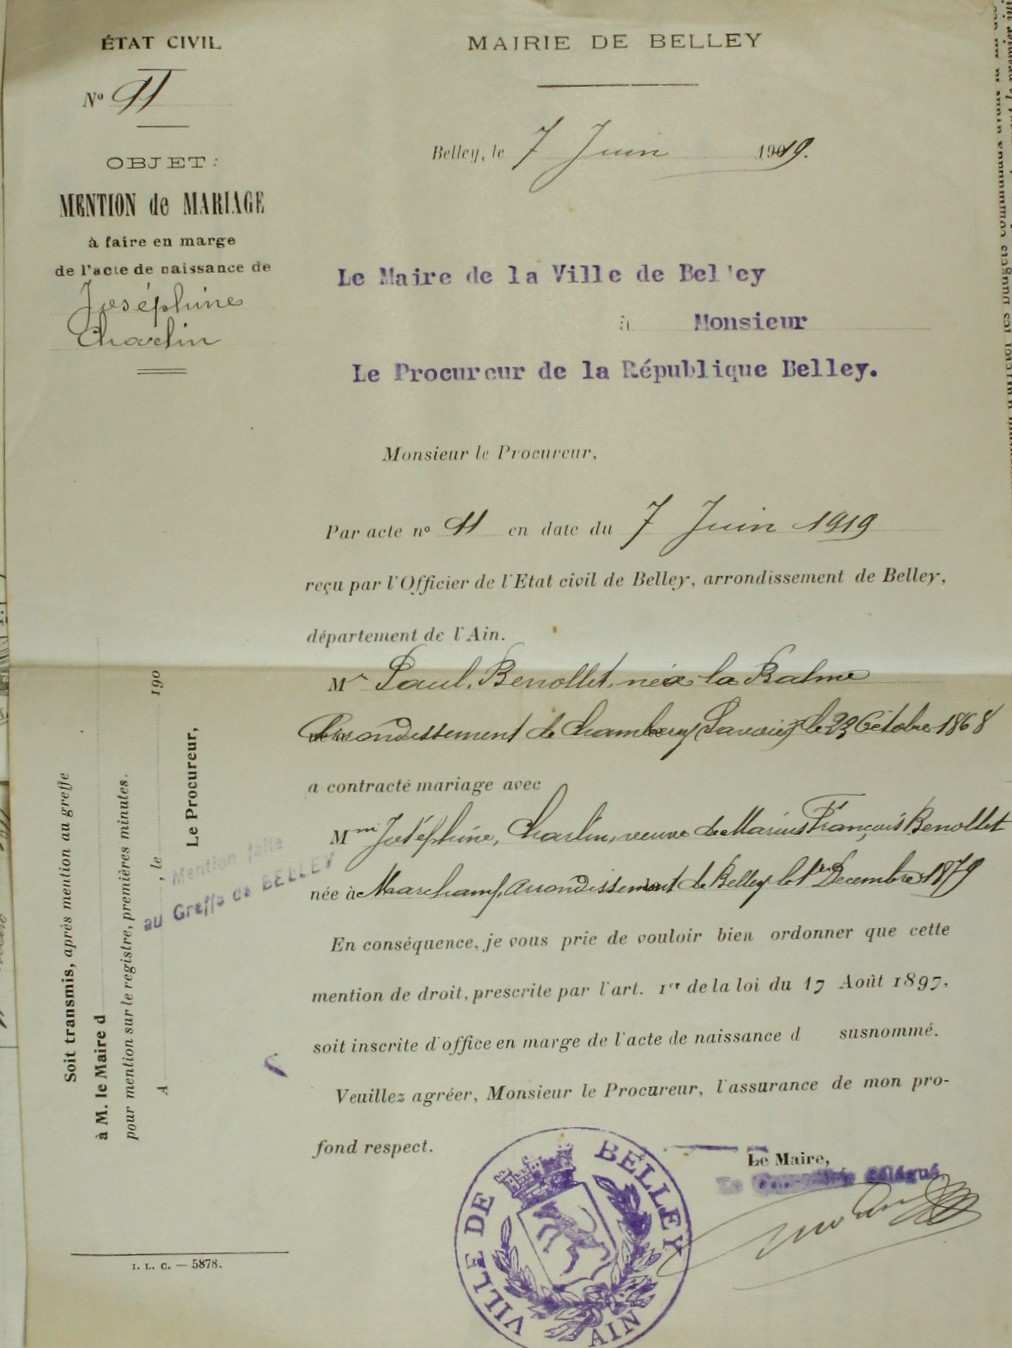 ÉTAT CIVIL
Nº 11
OBJET :
MENTION de MARIAGE
à faire en marge
de l'acte de naissance de
Joséphine
Charlin
MAIRIE DE BELLEY
Belley, le 7 Juin 1919.
Le Maire de la Ville de Belley
à Monsieur
Le Procureur de la République Belley.
Monsieur le Procureur,
Par acte nº 11 en date du 7 Juin 1919
reçu par l'Officier de l'Etat civil de Belley, arrondissement de Belley,
département de l'Ain.
Mr Paul, Benollet, né à la Balme
Arrondissement de Chambery (Savoie) le 23 Octobre 1868
a contracté mariage avec
Mme Joséphine, Charlin, veuve de Marius François Benollet
née à Marchamp, arrondissement de Belley le 1er Décembre 1879
En conséquence, je vous prie de vouloir bien ordonner que cette
mention de droit, prescrite par l'art. 1er de la loi du 17 Août 1897,
soit inscrite d'office en marge de l'acte de naissance d susnommé.
Veuillez agréer, Monsieur le Procureur, l'assurance de mon pro-
fond respect.
Le Maire,
délégué
VILLE DE BELLEY
AIN
Soit transmis, après mention au greffe
à M. le Maire d
pour mention sur le registre, premières minutes.
A , le 190
Le Procureur,
Mention faite
au Greffe de BELLEY
I. L. C. — 5878.